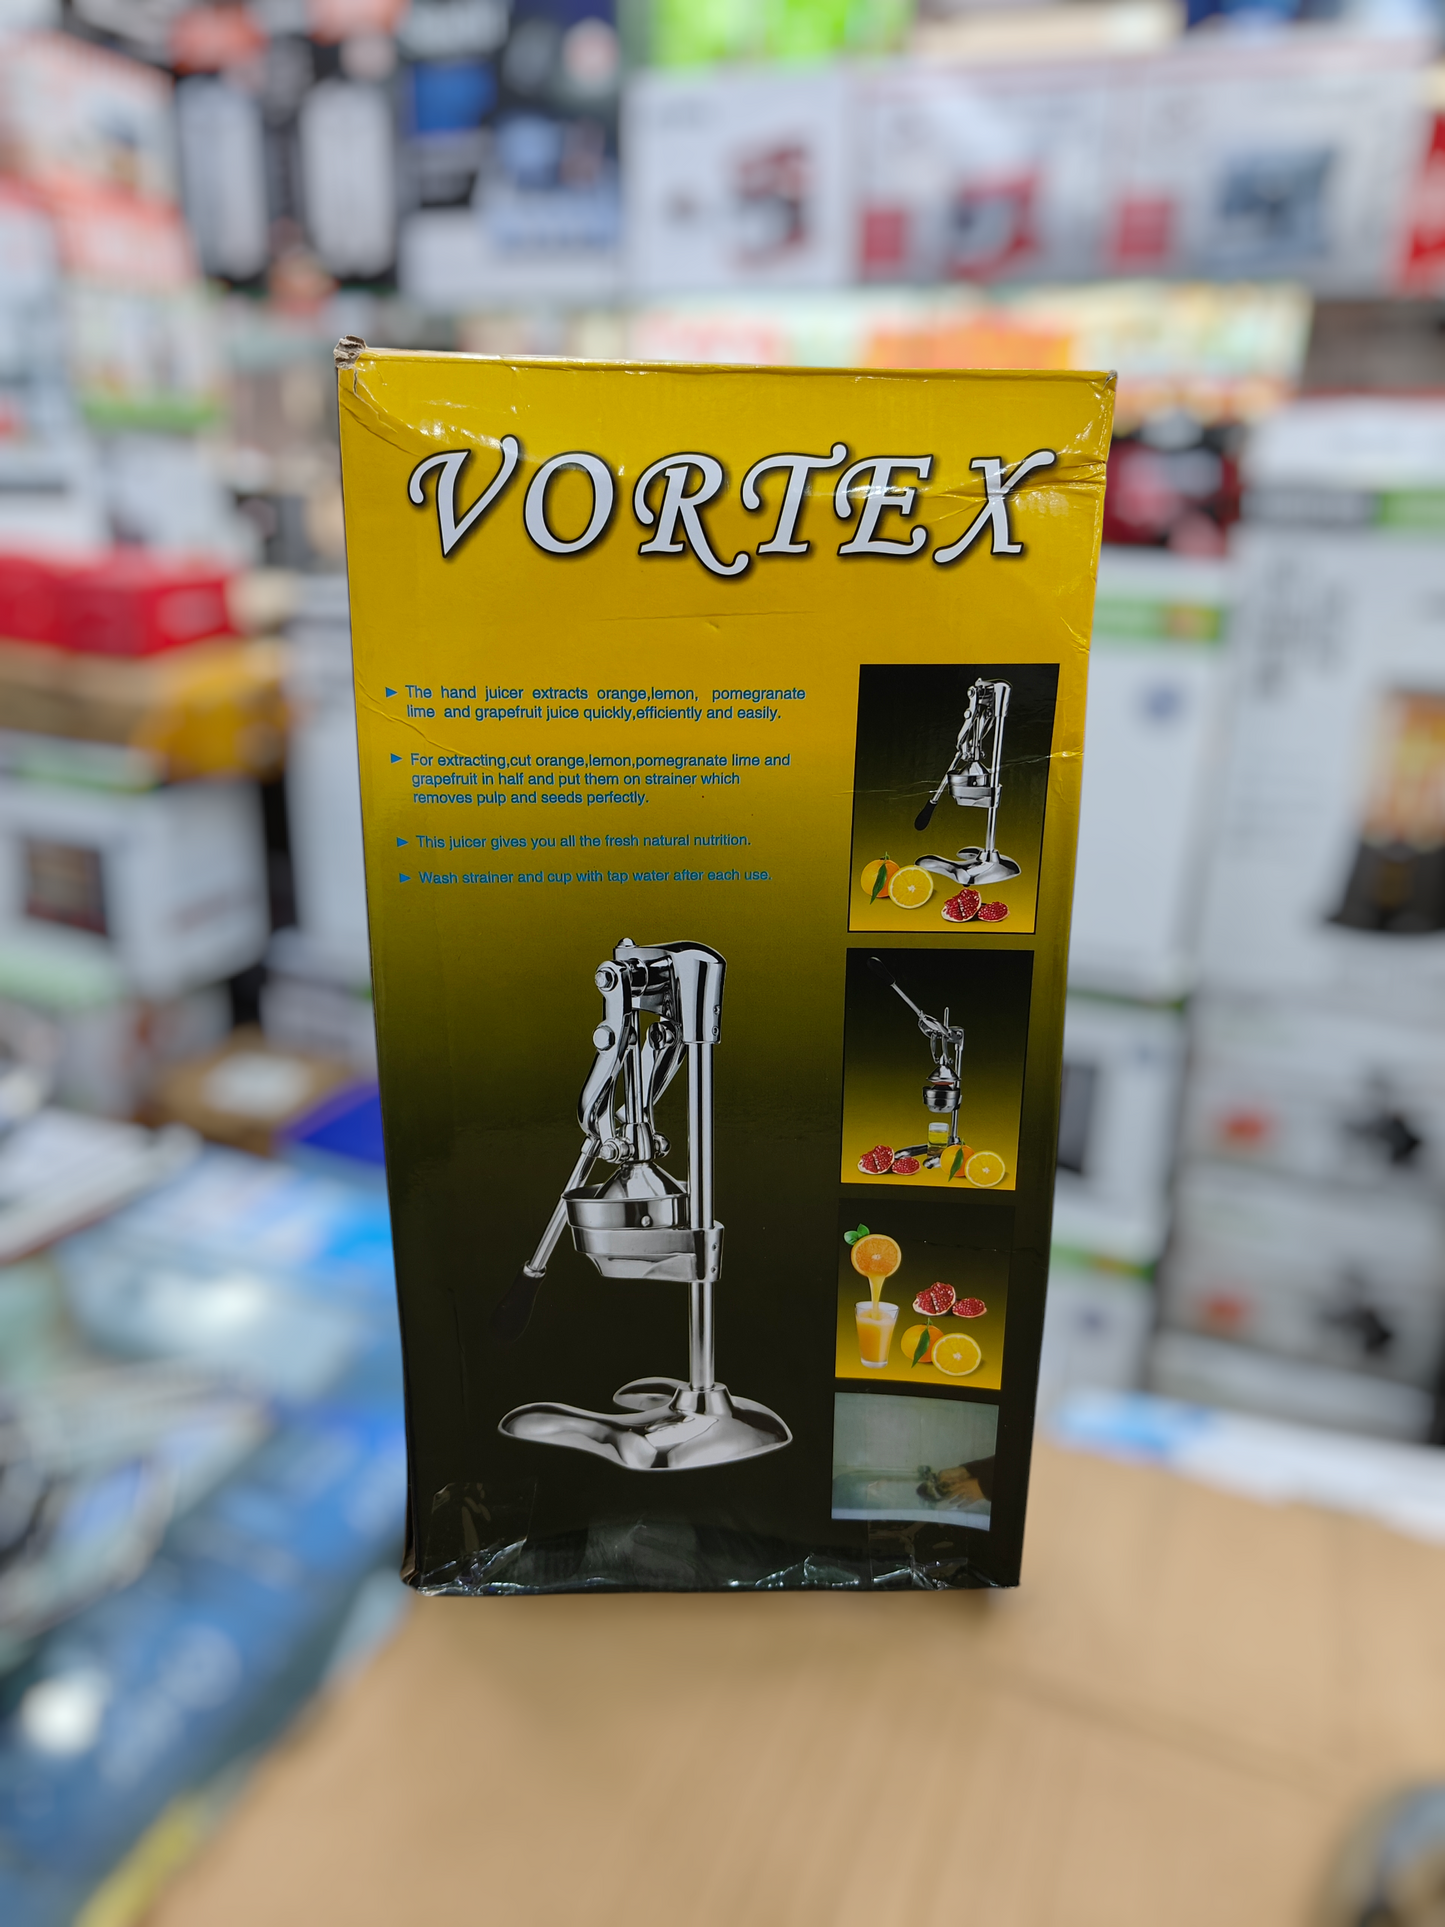 VORTEX
The hand juicer extracts orange,lemon, pomegranate
lime and grapefruit juice quickly,efficiently and easily.
For extracting,cut orange,lemon,pomegranate lime and
grapefruit in half and put them on strainer which
removes pulp and seeds perfectly.
This juicer gives you all the fresh natural nutrition.
Wash strainer and cup with tap water after each use.